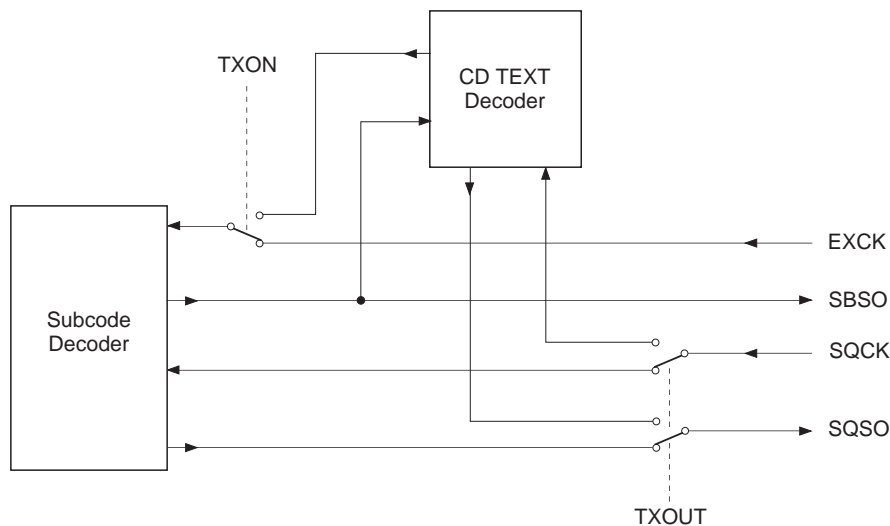 TXON
CD TEXT
Decoder
EXCK
SBSO
Subcode
Decoder
SQCK
SQSO
TXOUT